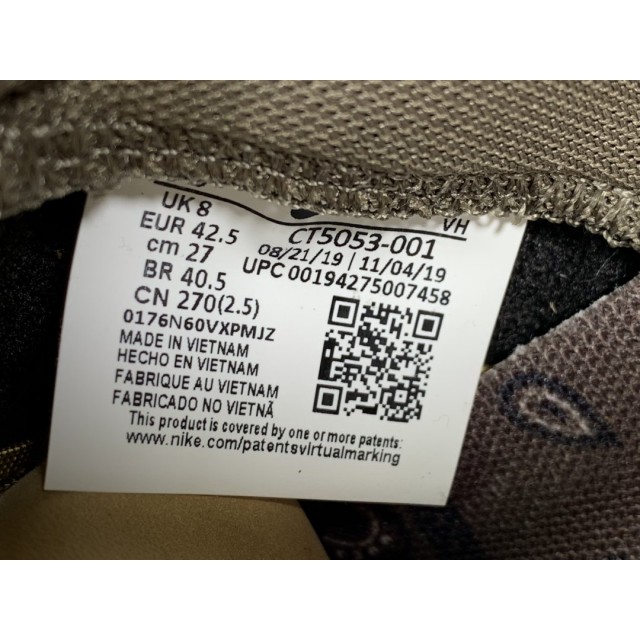 UK 8
VH
EUR 42.5
CT5053-001
cm 27
08/21/19 | 11/04/19
BR 40.5
UPC 00194275007458
CN 270(2.5)
0176N60VXPMJZ
MADE IN VIETNAM
HECHO EN VIETNAM
FABRIQUE AU VIETNAM
FABRICADO NO VIETNÃ
This product is covered by one or more patents:
www.nike.com/patentsvirtualmarking